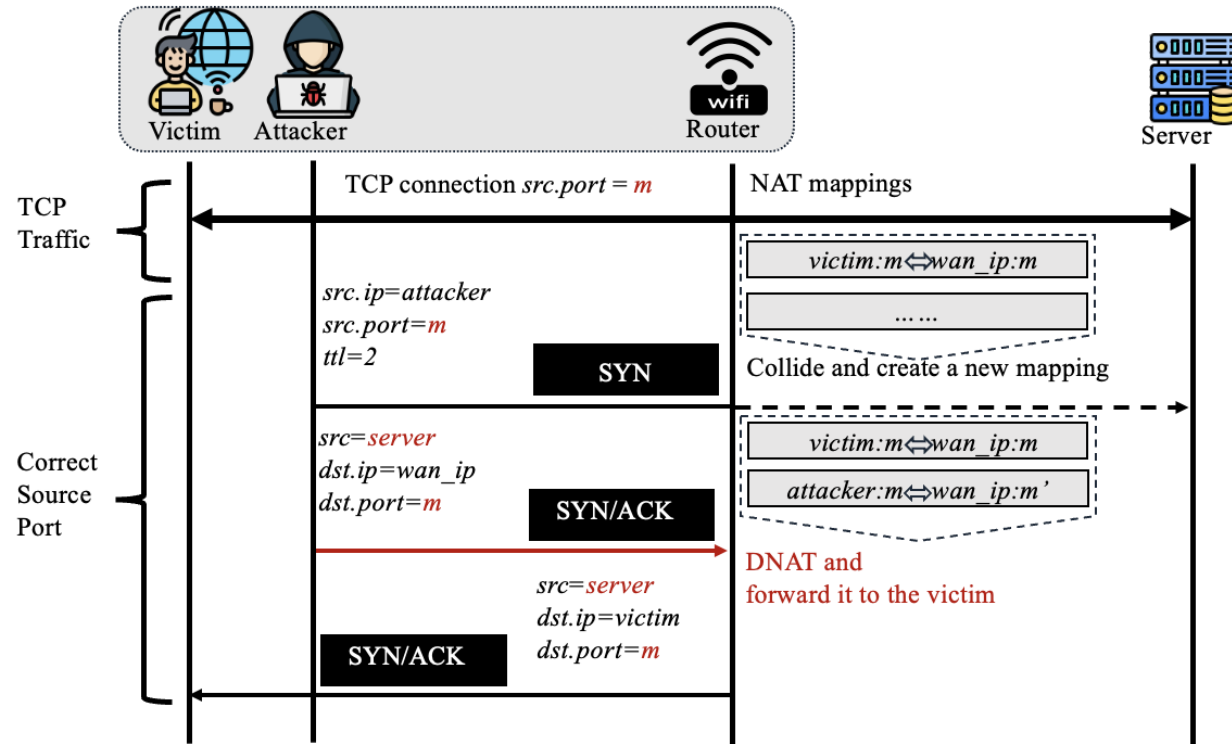 Victim
Attacker
wifi
Router
Server
TCP
Traffic
TCP connection src.port = m
NAT mappings
victim:m⇔wan_ip:m
... ...
Collide and create a new mapping
Correct
Source
Port
src.ip=attacker
src.port=m
ttl=2
SYN
victim:m⇔wan_ip:m
attacker:m⇔wan_ip:m’
src=server
dst.ip=wan_ip
dst.port=m
SYN/ACK
DNAT and
forward it to the victim
src=server
dst.ip=victim
dst.port=m
SYN/ACK